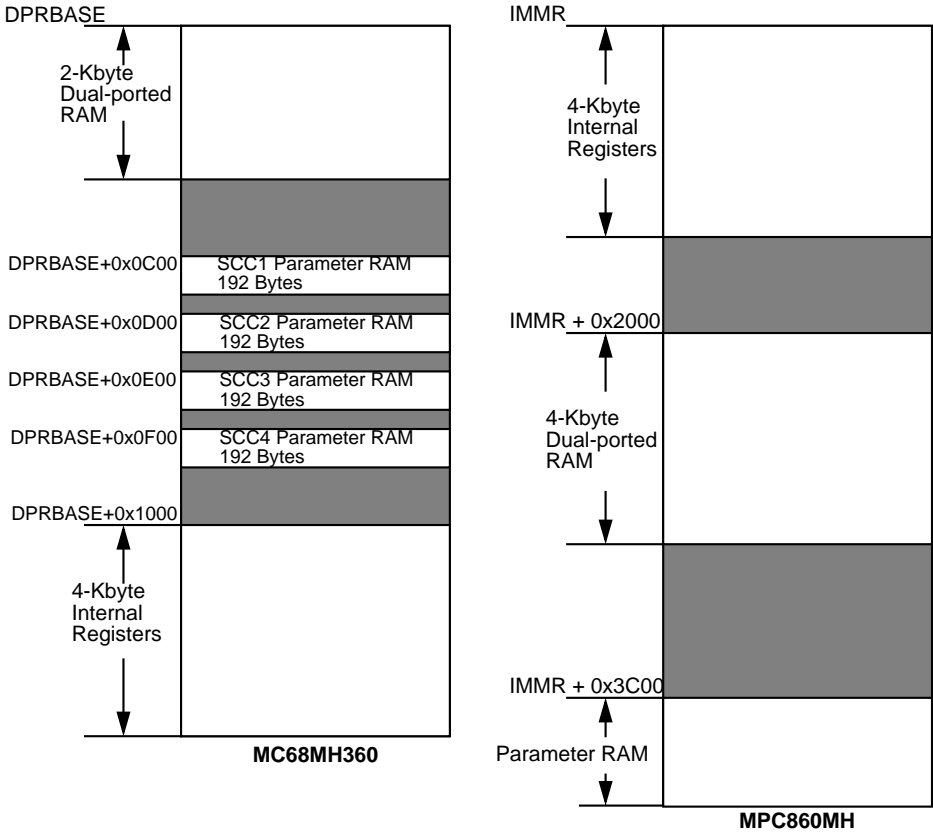 DPRBASE
2-Kbyte
Dual-ported
RAM
DPRBASE+0x0C00
SCC1 Parameter RAM
192 Bytes
DPRBASE+0x0D00
SCC2 Parameter RAM
192 Bytes
DPRBASE+0x0E00
SCC3 Parameter RAM
192 Bytes
DPRBASE+0x0F00
SCC4 Parameter RAM
192 Bytes
DPRBASE+0x1000
4-Kbyte
Internal
Registers
MC68MH360
IMMR
4-Kbyte
Internal
Registers
IMMR + 0x2000
4-Kbyte
Dual-ported
RAM
IMMR + 0x3C00
Parameter RAM
MPC860MH